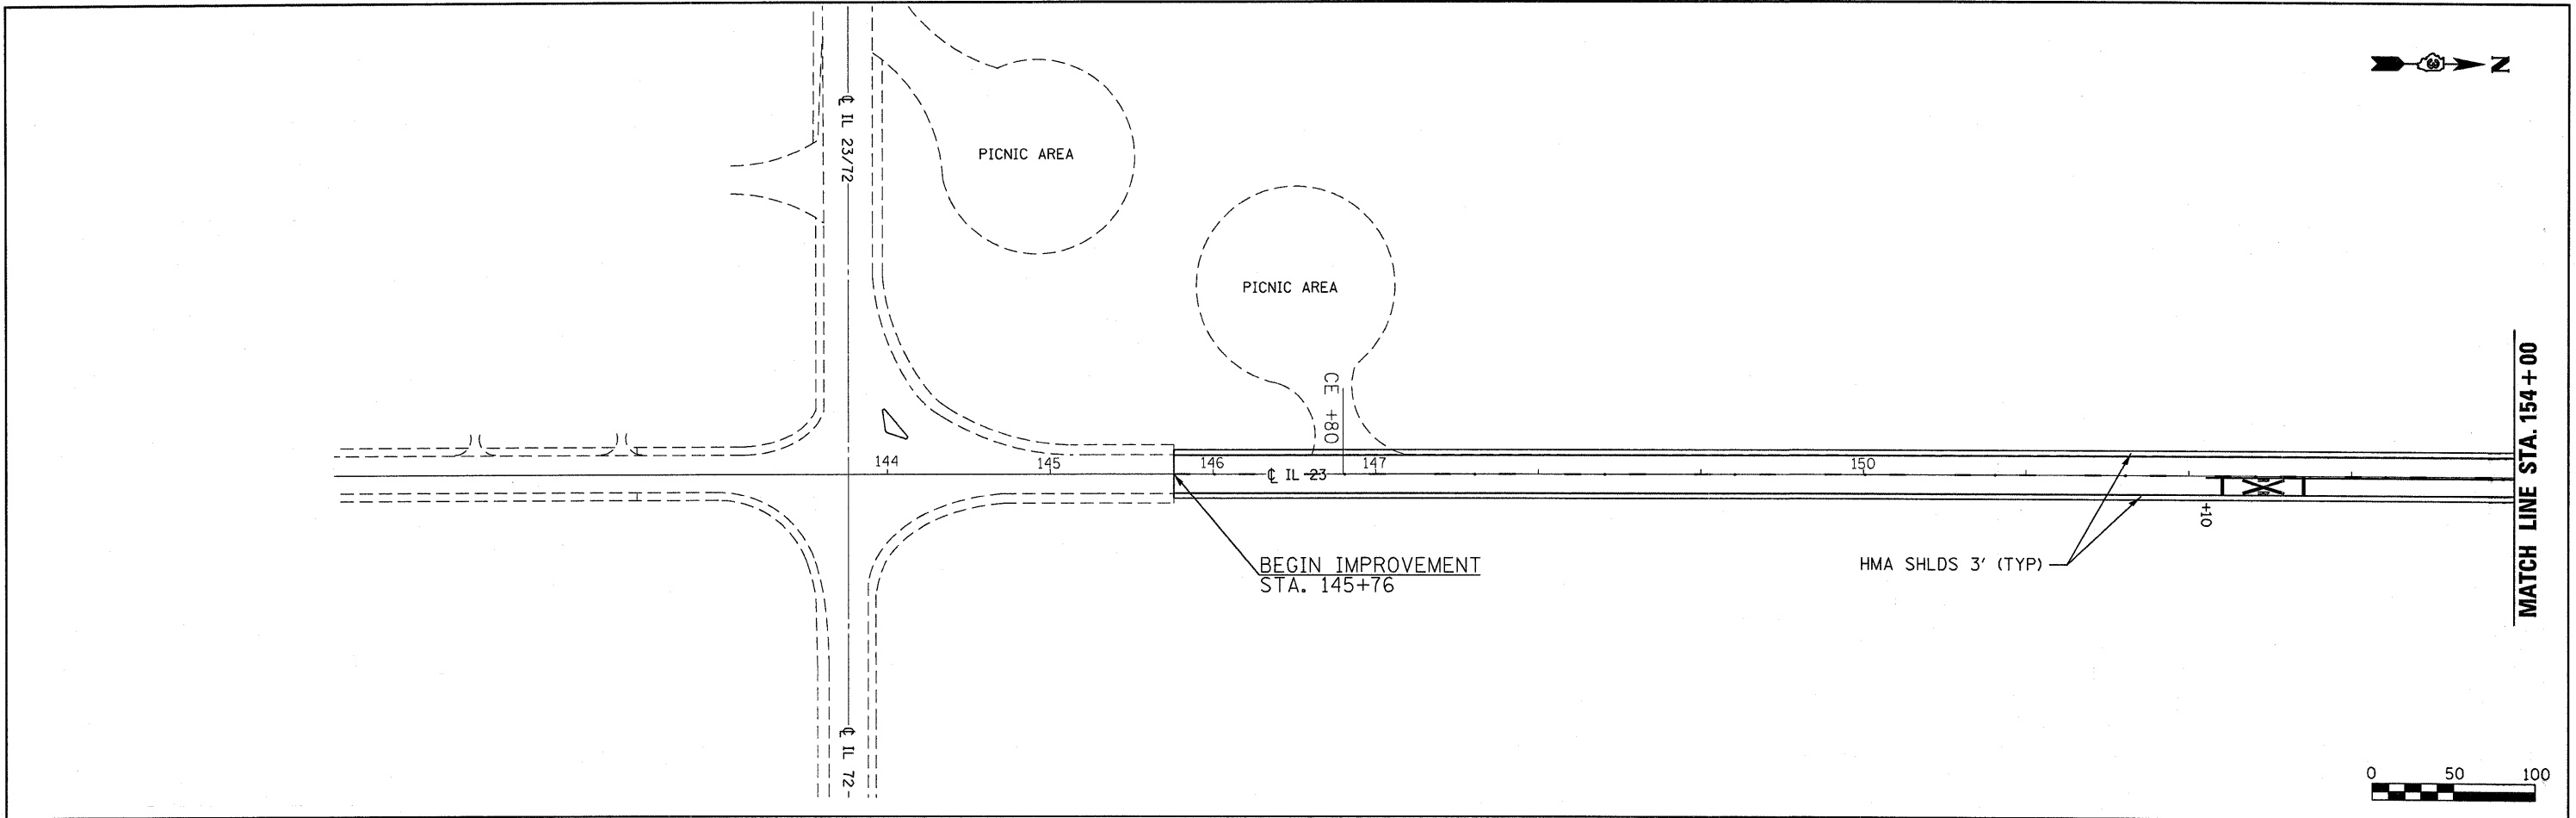 N
℄ IL 23/72
PICNIC AREA
PICNIC AREA
CE +80
144
145
146
147
150
℄ IL 23
BEGIN IMPROVEMENT
STA. 145+76
HMA SHLDS 3' (TYP)
+10
MATCH LINE STA. 154+00
℄ IL 72
0 50 100